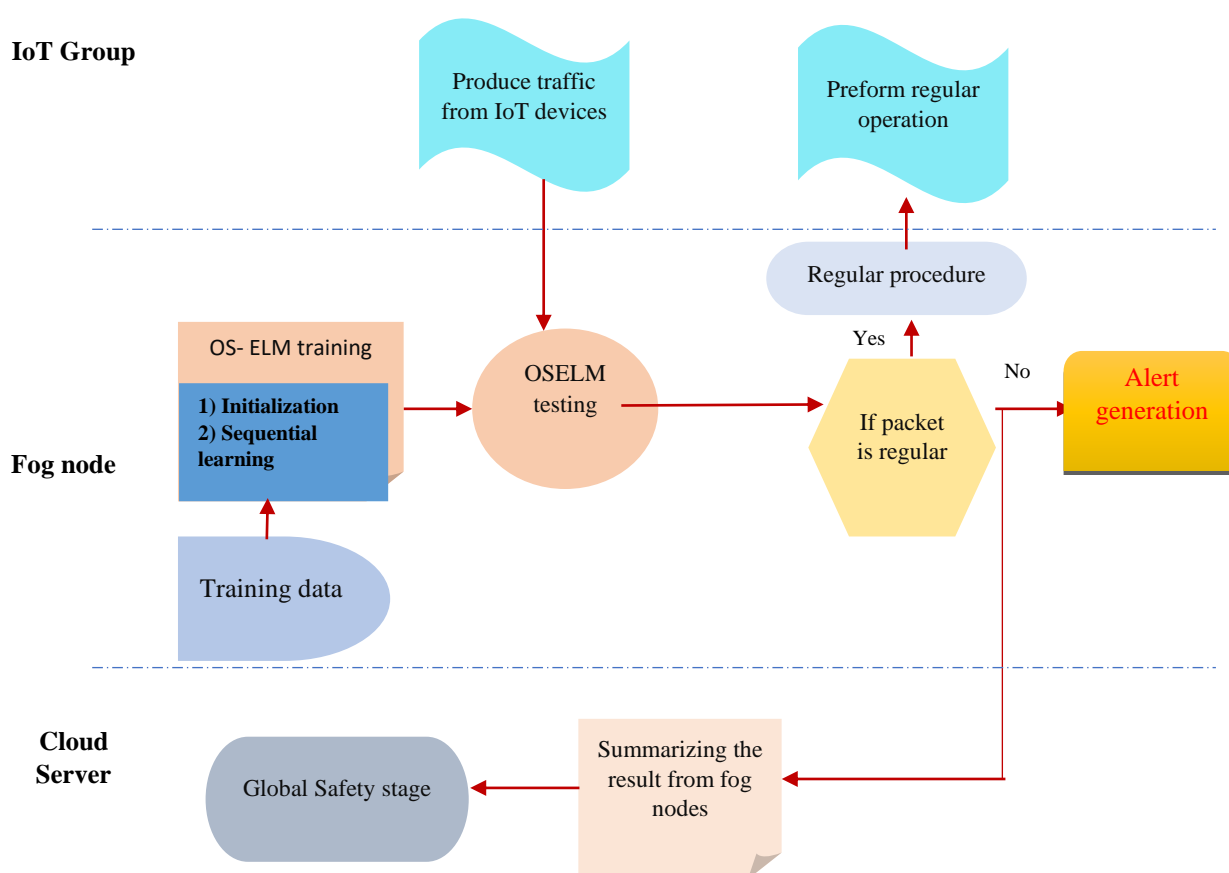 IoT Group
Produce traffic
from IoT devices
Preform regular
operation
Regular procedure
Yes
No
OS- ELM training
1) Initialization
2) Sequential
learning
OSELM
testing
If packet
is regular
Alert
generation
Fog node
Training data
Cloud
Server
Global Safety stage
Summarizing the
result from fog
nodes